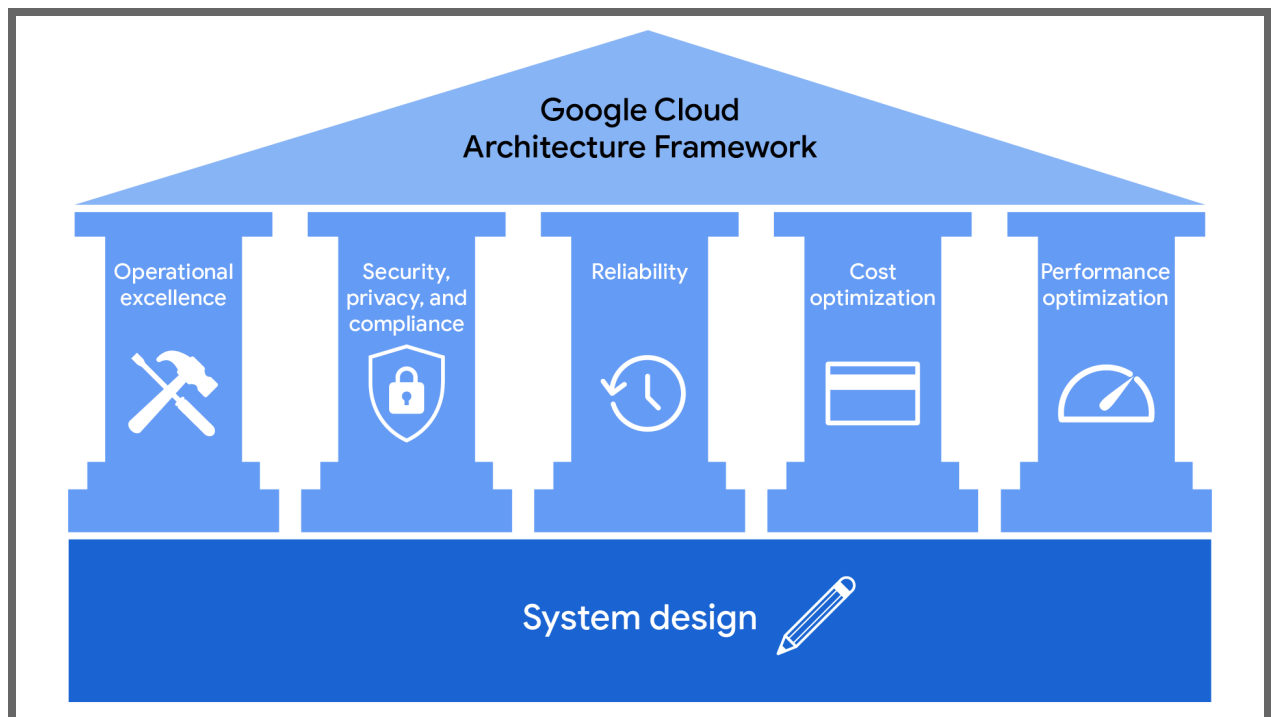 Google Cloud
Architecture Framework
Operational
excellence
Security,
privacy, and
compliance
Reliability
Cost
optimization
Performance
optimization
System design